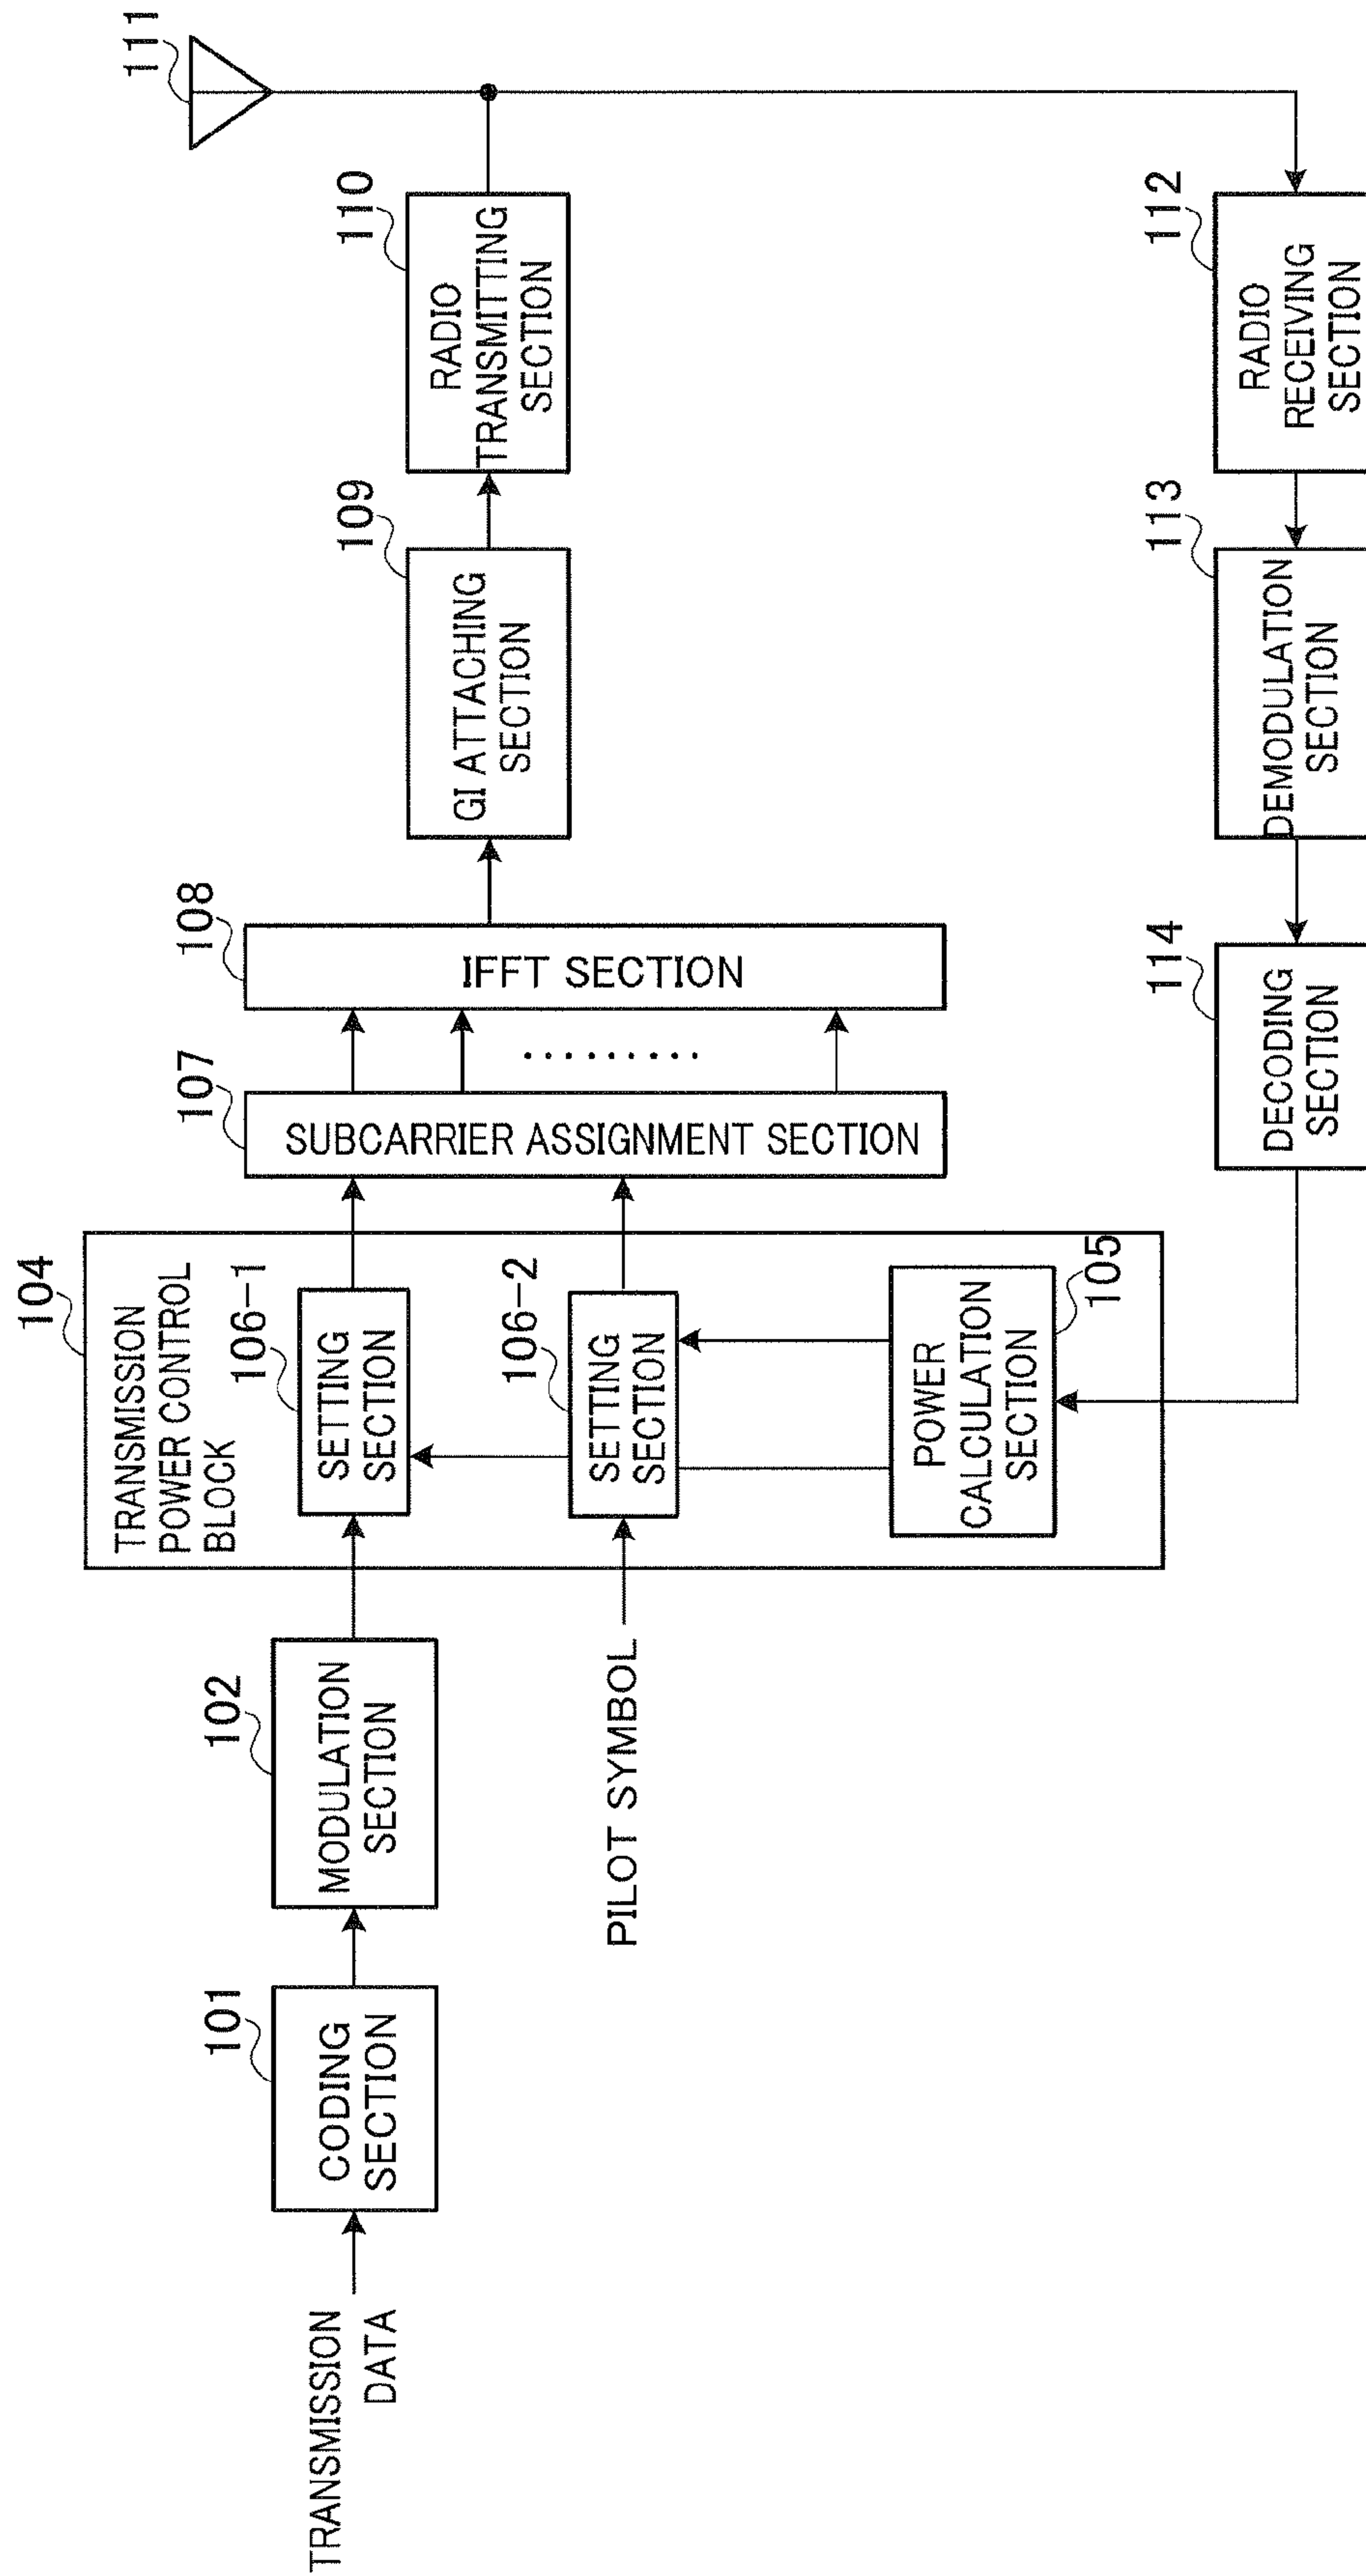 TRANSMISSION
DATA
101
CODING
SECTION
102
MODULATION
SECTION
PILOT SYMBOL
104
TRANSMISSION
POWER CONTROL
BLOCK
106-1
SETTING
SECTION
106-2
SETTING
SECTION
POWER
CALCULATION
SECTION
105
107
SUBCARRIER ASSIGNMENT SECTION
108
IFFT SECTION
109
GI ATTACHING
SECTION
110
RADIO
TRANSMITTING
SECTION
111
112
RADIO
RECEIVING
SECTION
113
DEMODULATION
SECTION
114
DECODING
SECTION